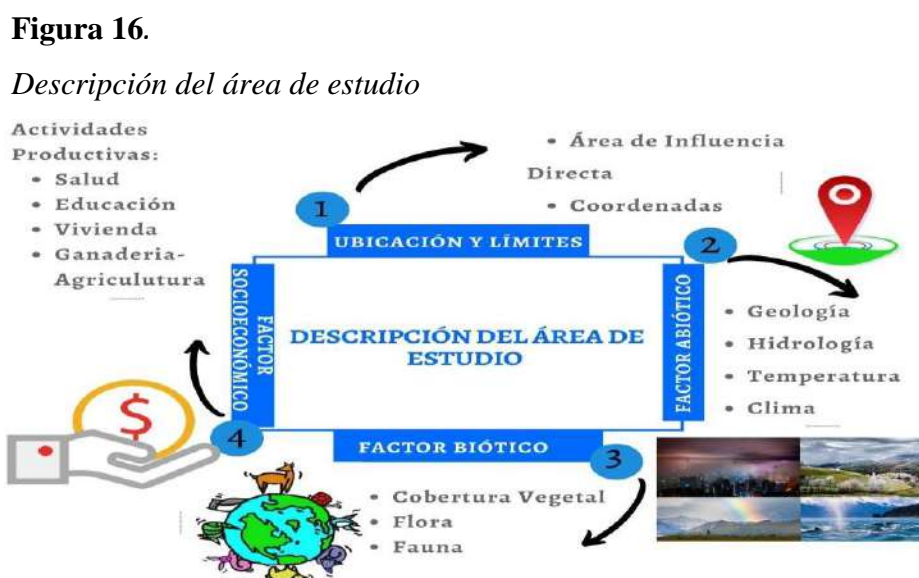 Figura 16.
Descripción del área de estudio
Actividades
Productivas:
• Salud
• Educación
• Vivienda
• Ganaderia-
Agriculutura
1
• Área de Influencia
Directa
• Coordenadas
UBICACIÓN Y LÍMITES
2
FACTOR ABIÓTICO
• Geología
• Hidrología
• Temperatura
• Clima
DESCRIPCIÓN DEL ÁREA DE
ESTUDIO
FACTOR
SOCIOECONÓMICO
$
4
FACTOR BIÓTICO
3
• Cobertura Vegetal
• Flora
• Fauna